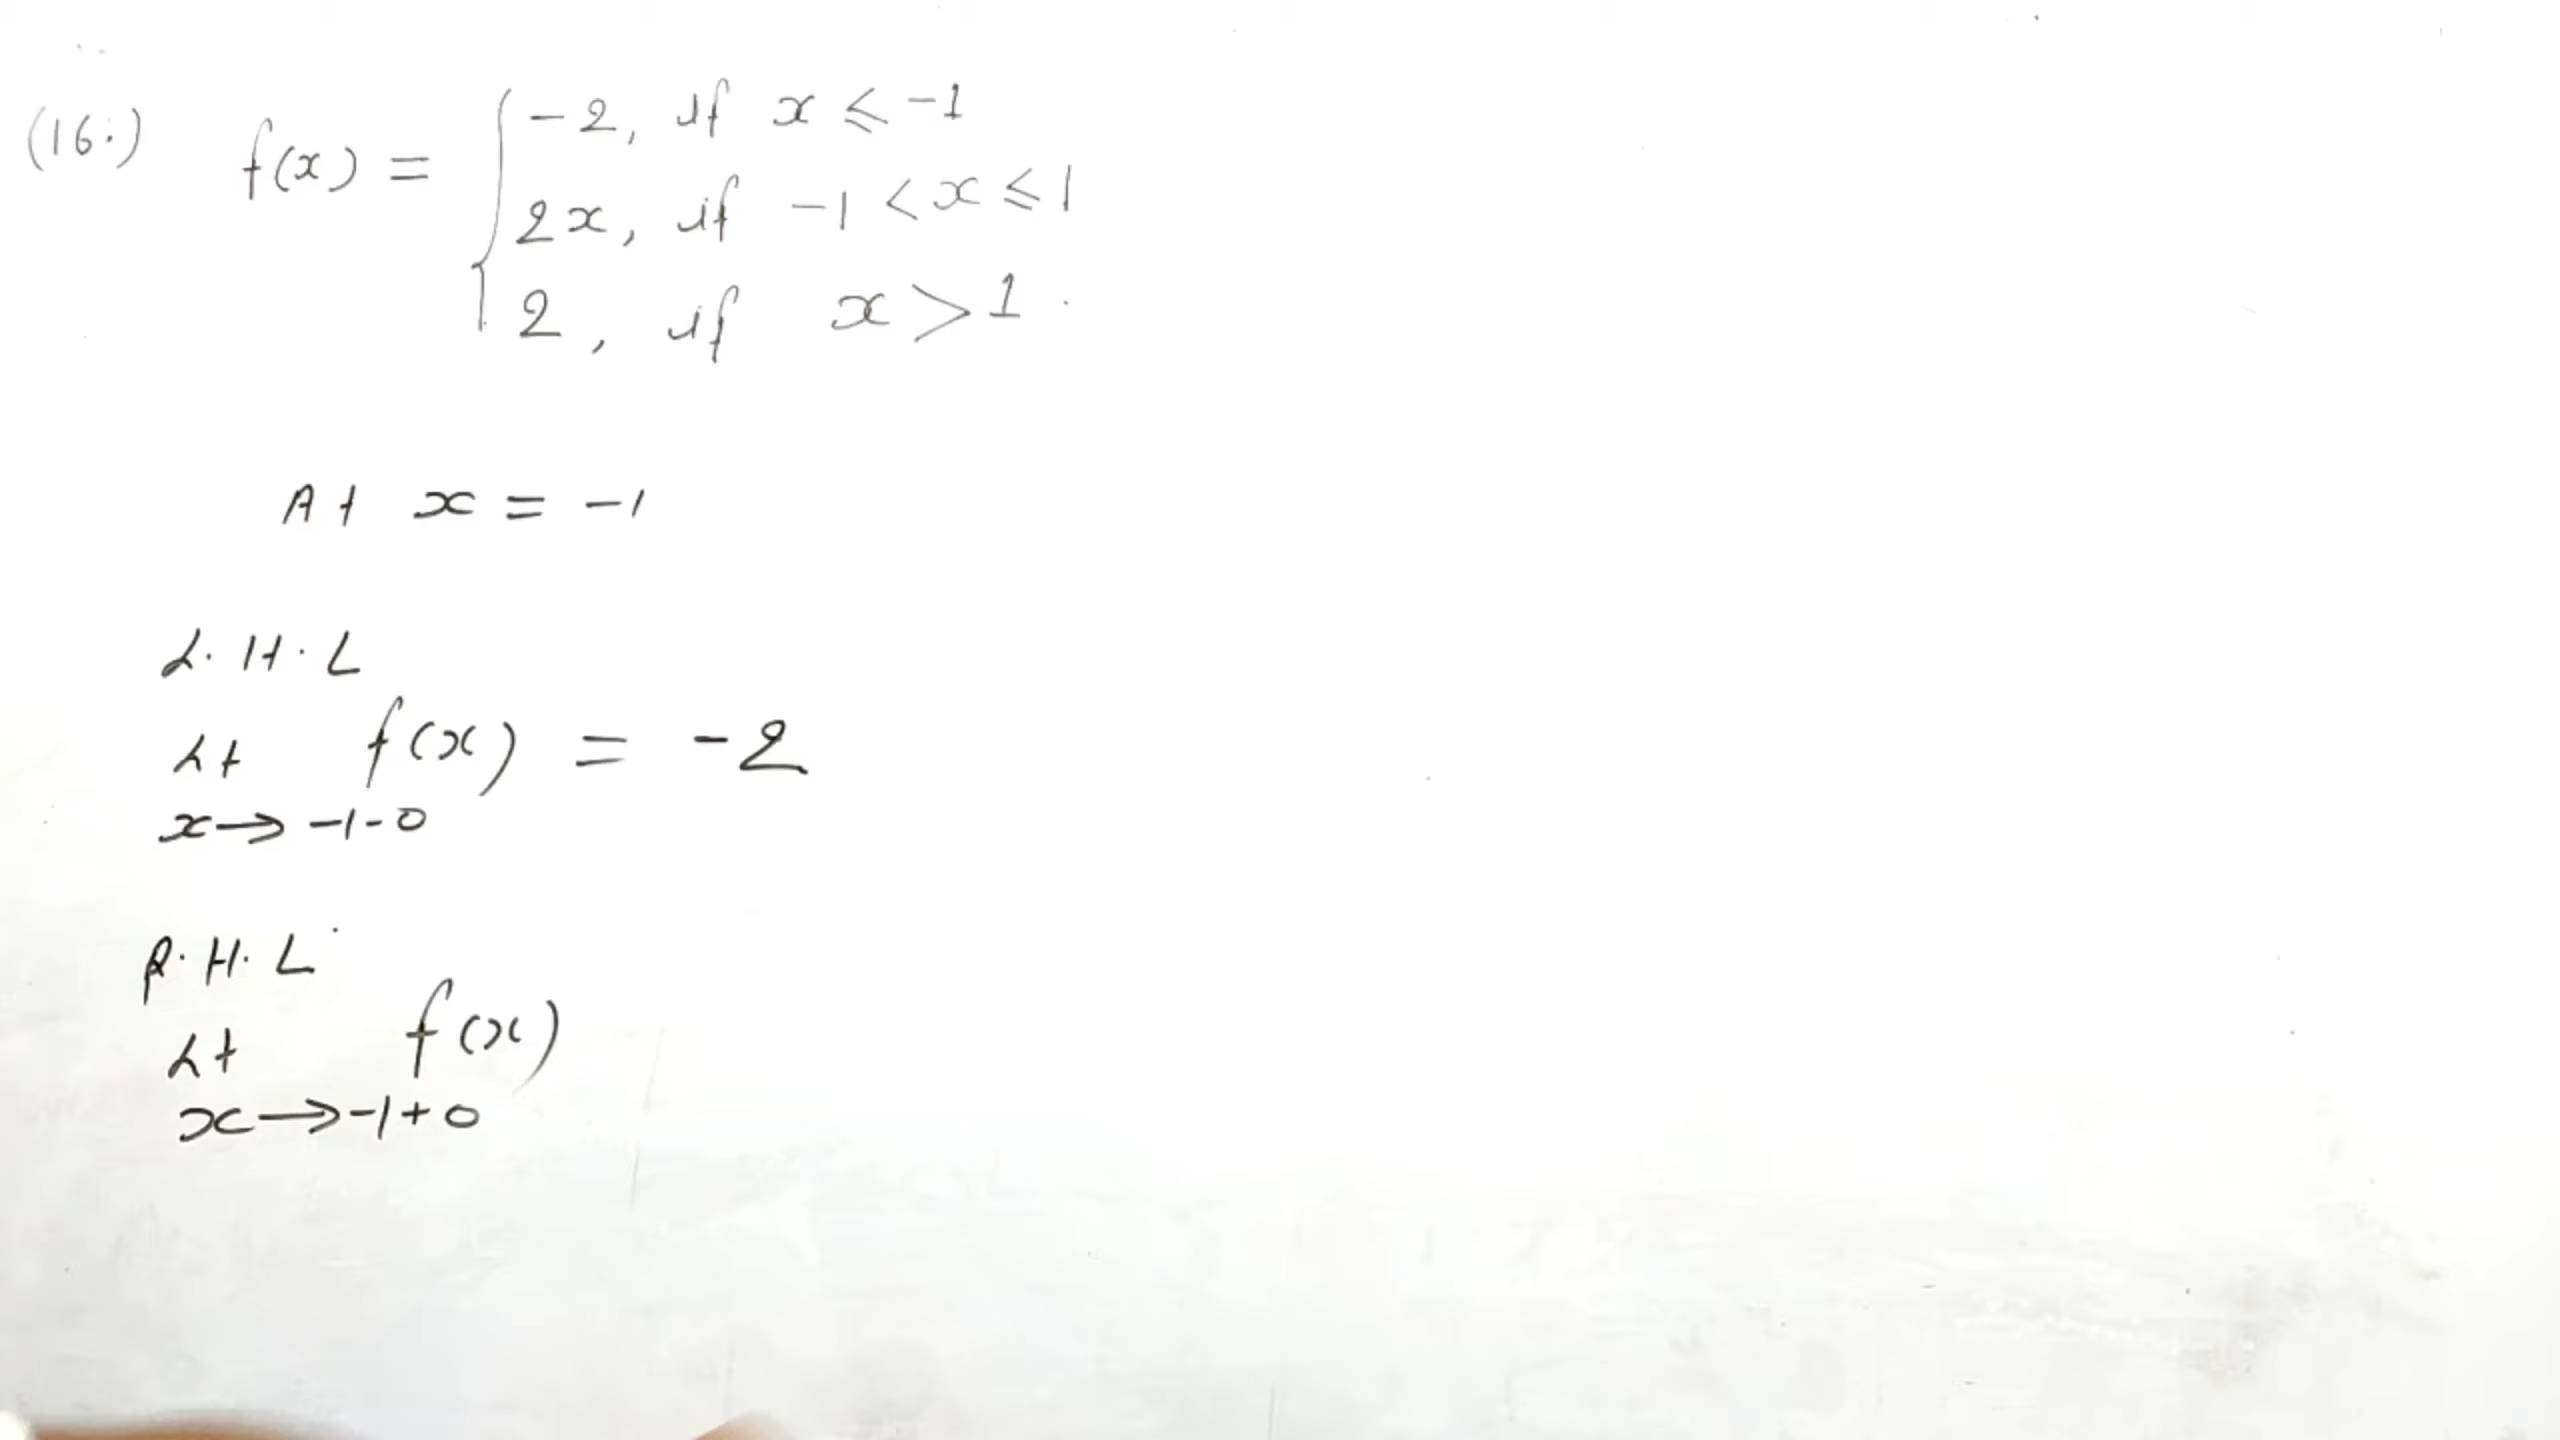 (16.) f(x) = { -2, if x ⩽ -1
2x, if -1 < x ⩽ 1
2, if x > 1.
At x = -1
L.H.L
Lt f(x) = -2
x → -1-0
R.H.L
Lt f(x)
x → -1+0